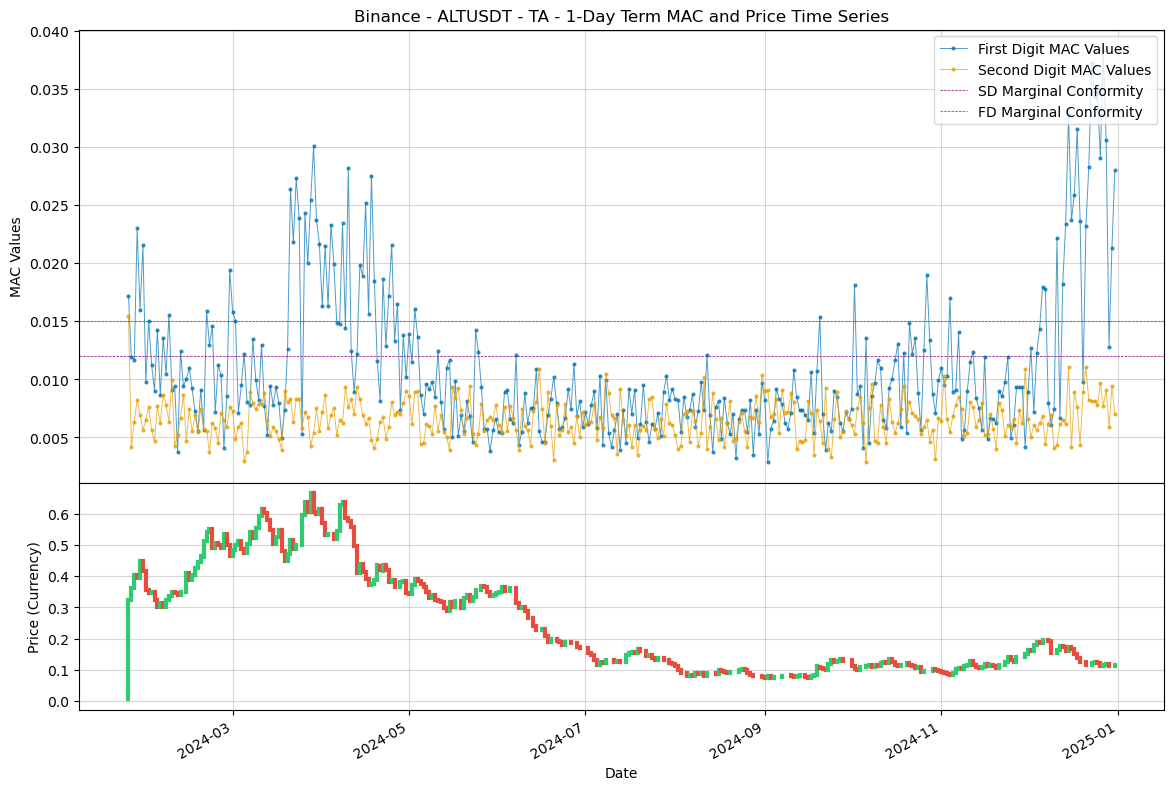 Binance - ALTUSDT - TA - 1-Day Term MAC and Price Time Series
0.040
0.035
0.030
0.025
0.020
0.015
0.010
0.005
MAC Values
First Digit MAC Values
Second Digit MAC Values
SD Marginal Conformity
FD Marginal Conformity
0.6
0.5
0.4
0.3
0.2
0.1
0.0
Price (Currency)
2024-03
2024-05
2024-07
2024-09
2024-11
2025-01
Date